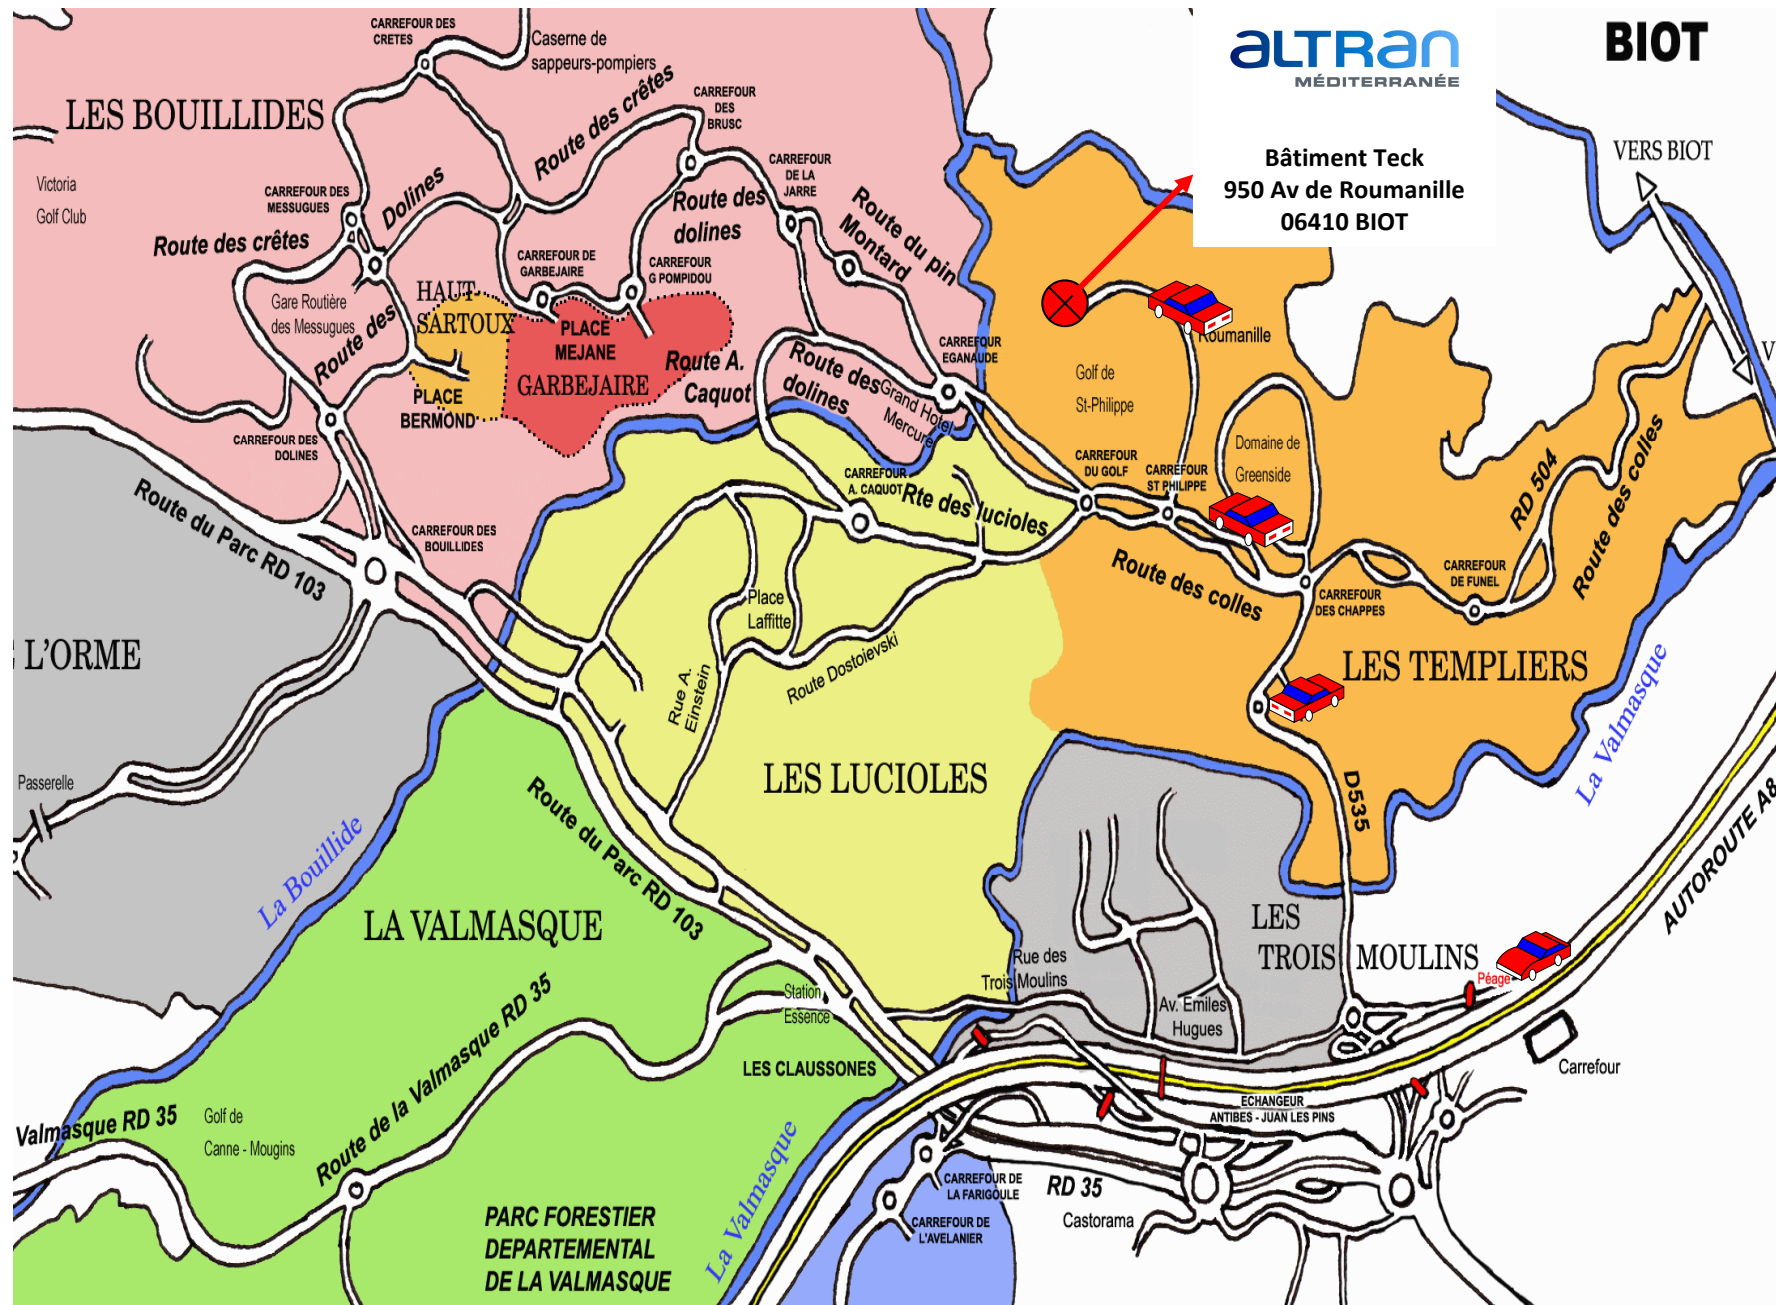 CARREFOUR DES
CRETES
Caserne de
sappeurs-pompiers
ALTRAN
MÉDITERRANÉE
BIOT
LES BOUILLIDES
Route des crêtes
CARREFOUR
DES
BRUSC
Bâtiment Teck
950 Av de Roumanille
06410 BIOT
VERS BIOT
CARREFOUR
DE LA
JARRE
Victoria
Golf Club
CARREFOUR DES
MESSUGUES
Dolines
Route des
dolines
Route du pin
Montard
Route des crêtes
CARREFOUR DE
GARBEJAIRE
CARREFOUR
G POMPIDOU
Gare Routière
des Messugues
HAUT-
SARTOUX
Route des
PLACE
MEJANE
GARBEJAIRE
Route A.
Caquot
Route des
dolines
CARREFOUR
EGANAUDE
Grand Hotel
Mercure
Roumanille
V
Golf de
St-Philippe
PLACE
BERMOND
CARREFOUR DES
DOLINES
Domaine de
Greenside
CARREFOUR
DU GOLF
CARREFOUR
ST PHILIPPE
CARREFOUR
A. CAQUOT
Rte des lucioles
RD 504
Route des colles
Route du Parc RD 103
CARREFOUR DES
BOUILLIDES
Route des colles
CARREFOUR
DE FUNEL
CARREFOUR
DES CHAPPES
Place
Laffitte
L'ORME
Route Dostoievski
Rue A.
Einstein
LES TEMPLIERS
La Valmasque
Passerelle
LES LUCIOLES
D535
Route du Parc RD 103
AUTOROUTE A8
La Bouillide
LA VALMASQUE
LES
TROIS MOULINS
Péage
Rue des
Trois Moulins
Station
Essence
Av. Emiles
Hugues
Route de la Valmasque RD 35
LES CLAUSSONES
Carrefour
ECHANGEUR
ANTIBES - JUAN LES PINS
Valmasque RD 35
Golf de
Canne - Mougins
La Valmasque
CARREFOUR DE
LA FARIGOULE
RD 35
Castorama
CARREFOUR DE
L'AVELANIER
PARC FORESTIER
DEPARTEMENTAL
DE LA VALMASQUE